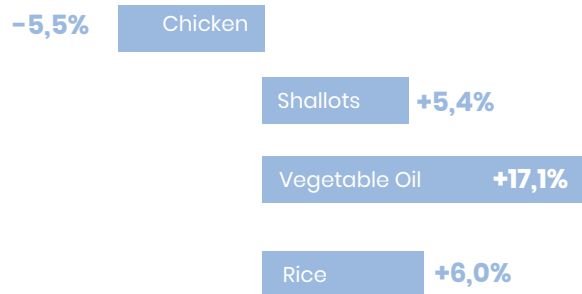 -5,5% Chicken
Shallots +5,4%
Vegetable Oil +17,1%
Rice +6,0%